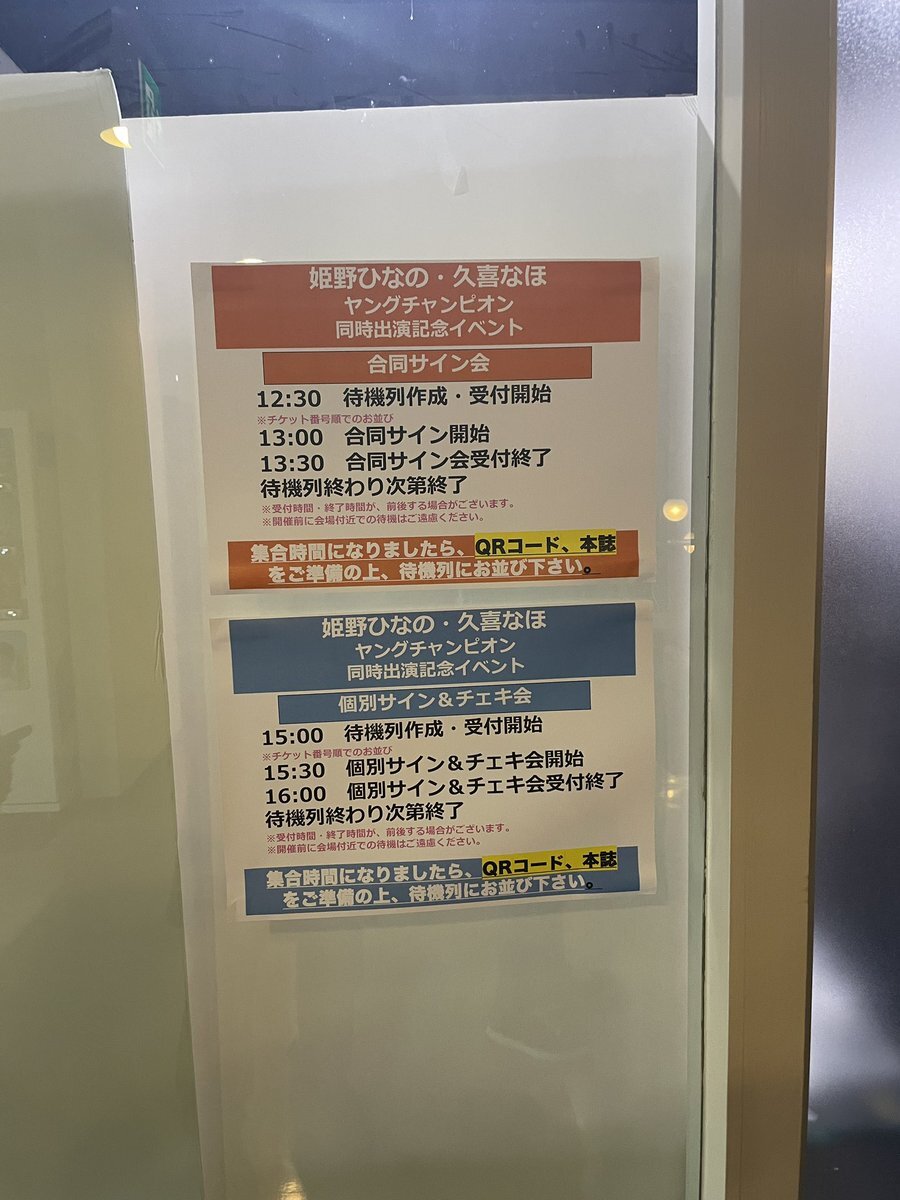 姫野ひなの・久喜なほ
ヤングチャンピオン
同時出演記念イベント
合同サイン会
12:30 待機列作成・受付開始
※チケット番号順でのお並び
13:00 合同サイン開始
13:30 合同サイン会受付終了
待機列終わり次第終了
※受付時間・終了時間が、前後する場合がございます。
※開催前に会場付近での待機はご遠慮ください。
集合時間になりましたら、QRコード、本誌
をご準備の上、待機列にお並び下さい。
姫野ひなの・久喜なほ
ヤングチャンピオン
同時出演記念イベント
個別サイン＆チェキ会
15:00 待機列作成・受付開始
※チケット番号順でのお並び
15:30 個別サイン＆チェキ会開始
16:00 個別サイン＆チェキ会受付終了
待機列終わり次第終了
※受付時間・終了時間が、前後する場合がございます。
※開催前に会場付近での待機はご遠慮ください。
集合時間になりましたら、QRコード、本誌
をご準備の上、待機列にお並び下さい。